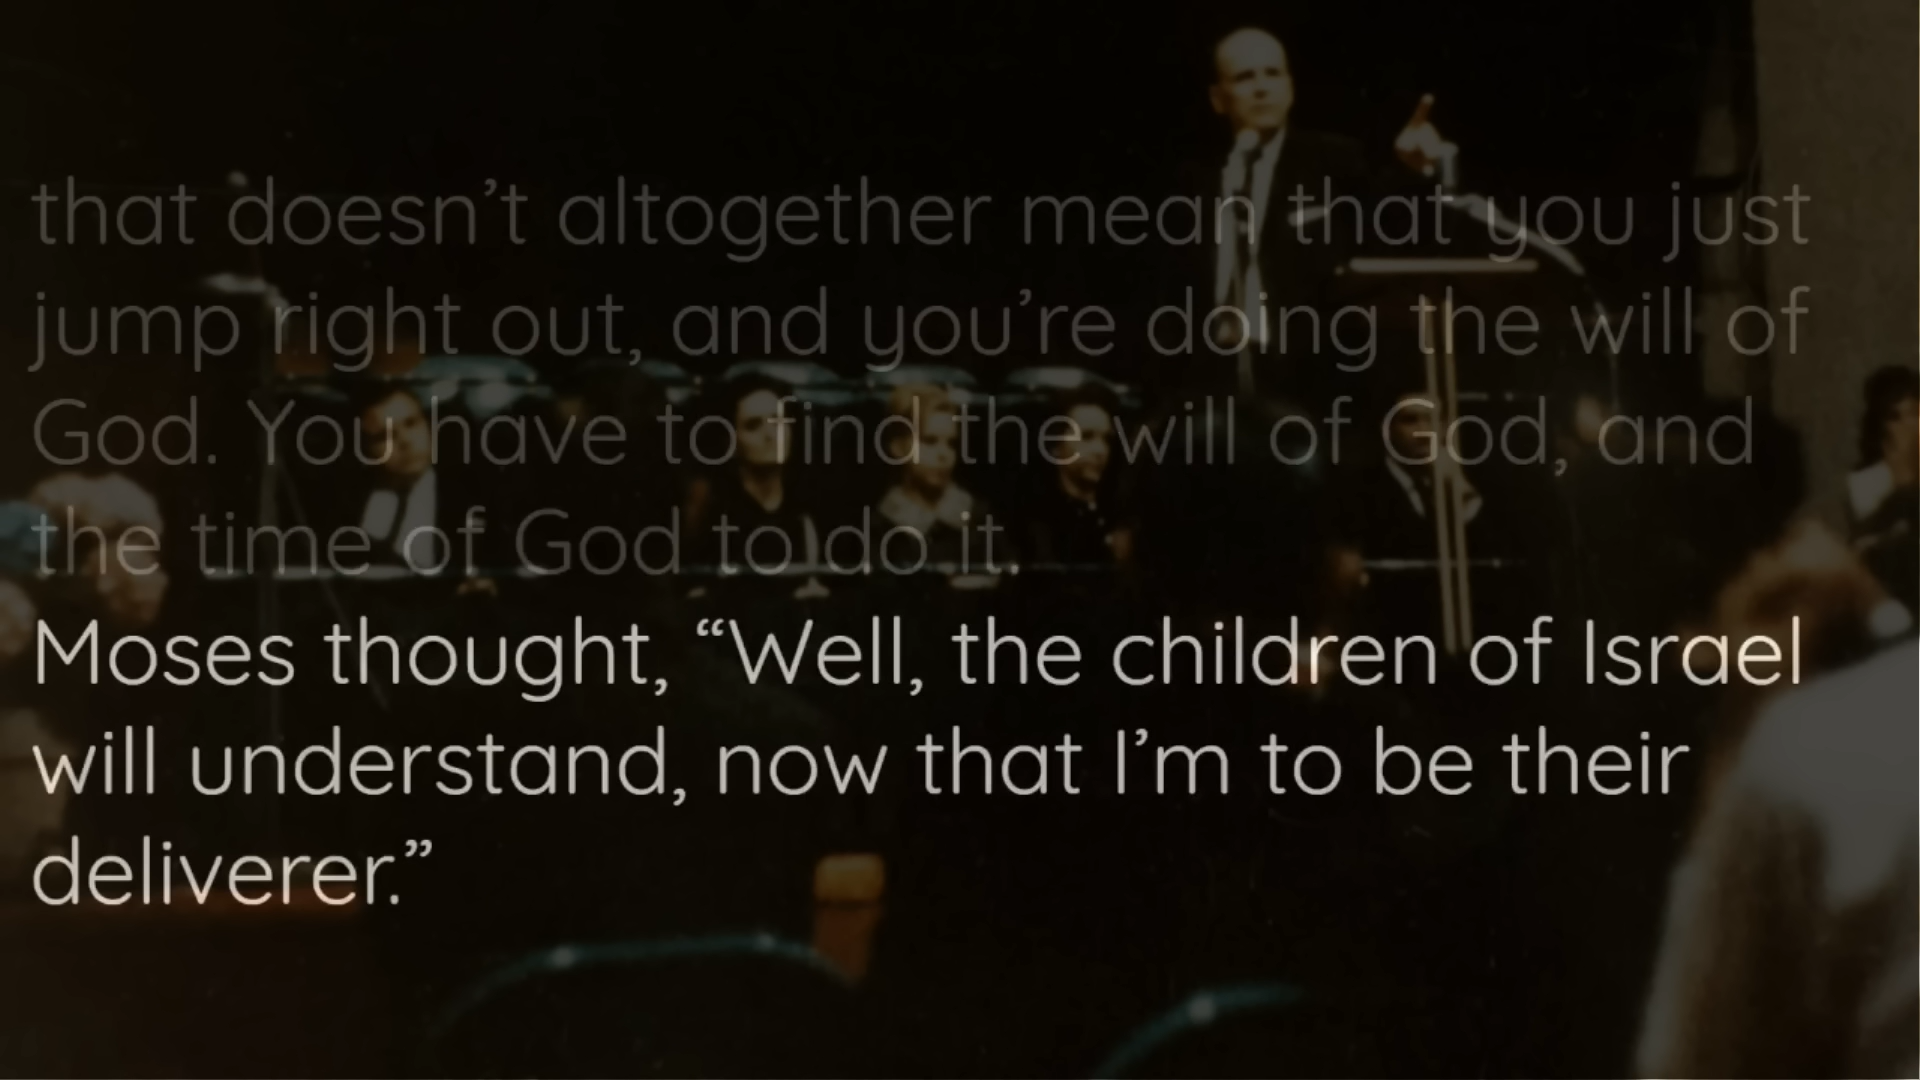 that doesn’t altogether mean that you just
jump right out, and you’re doing the will of
God. You have to find the will of God, and
the time of God to do it.
Moses thought, “Well, the children of Israel
will understand, now that I’m to be their
deliverer.”